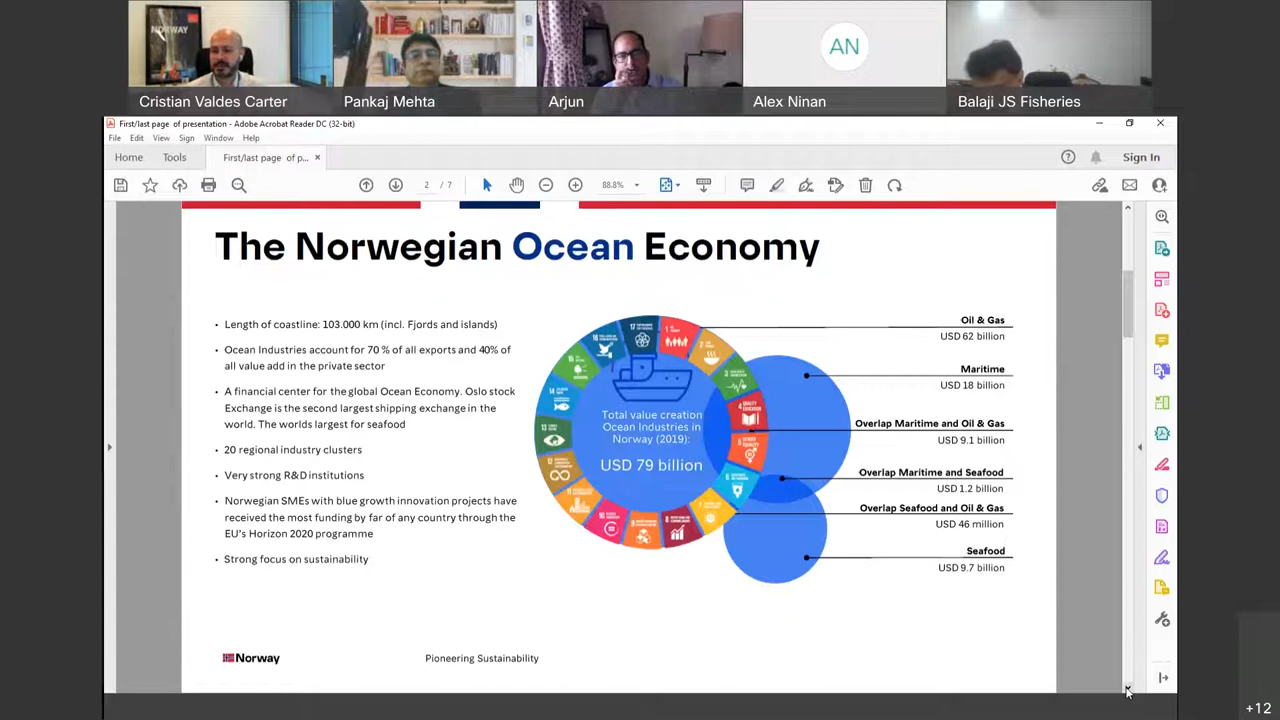 NORWAY
AN
Cristian Valdes Carter
Pankaj Mehta
Arjun
Alex Ninan
Balaji JS Fisheries
First/last page of presentation - Adobe Acrobat Reader DC (32-bit)
File Edit View Sign Window Help
Home Tools First/last page of p... × Sign In
2 / 7 88.8%
The Norwegian Ocean Economy
• Length of coastline: 103.000 km (incl. Fjords and islands)
• Ocean Industries account for 70 % of all exports and 40% of
all value add in the private sector
• A financial center for the global Ocean Economy. Oslo stock
Exchange is the second largest shipping exchange in the
world. The worlds largest for seafood
• 20 regional industry clusters
• Very strong R&D institutions
• Norwegian SMEs with blue growth innovation projects have
received the most funding by far of any country through the
EU's Horizon 2020 programme
• Strong focus on sustainability
Total value creation
Ocean Industries in
Norway (2019):
USD 79 billion
17
1
4 QUALITY EDUCATION
Oil & Gas
USD 62 billion
Maritime
USD 18 billion
Overlap Maritime and Oil & Gas
USD 9.1 billion
Overlap Maritime and Seafood
USD 1.2 billion
Overlap Seafood and Oil & Gas
USD 46 million
Seafood
USD 9.7 billion
Norway
Pioneering Sustainability
+12